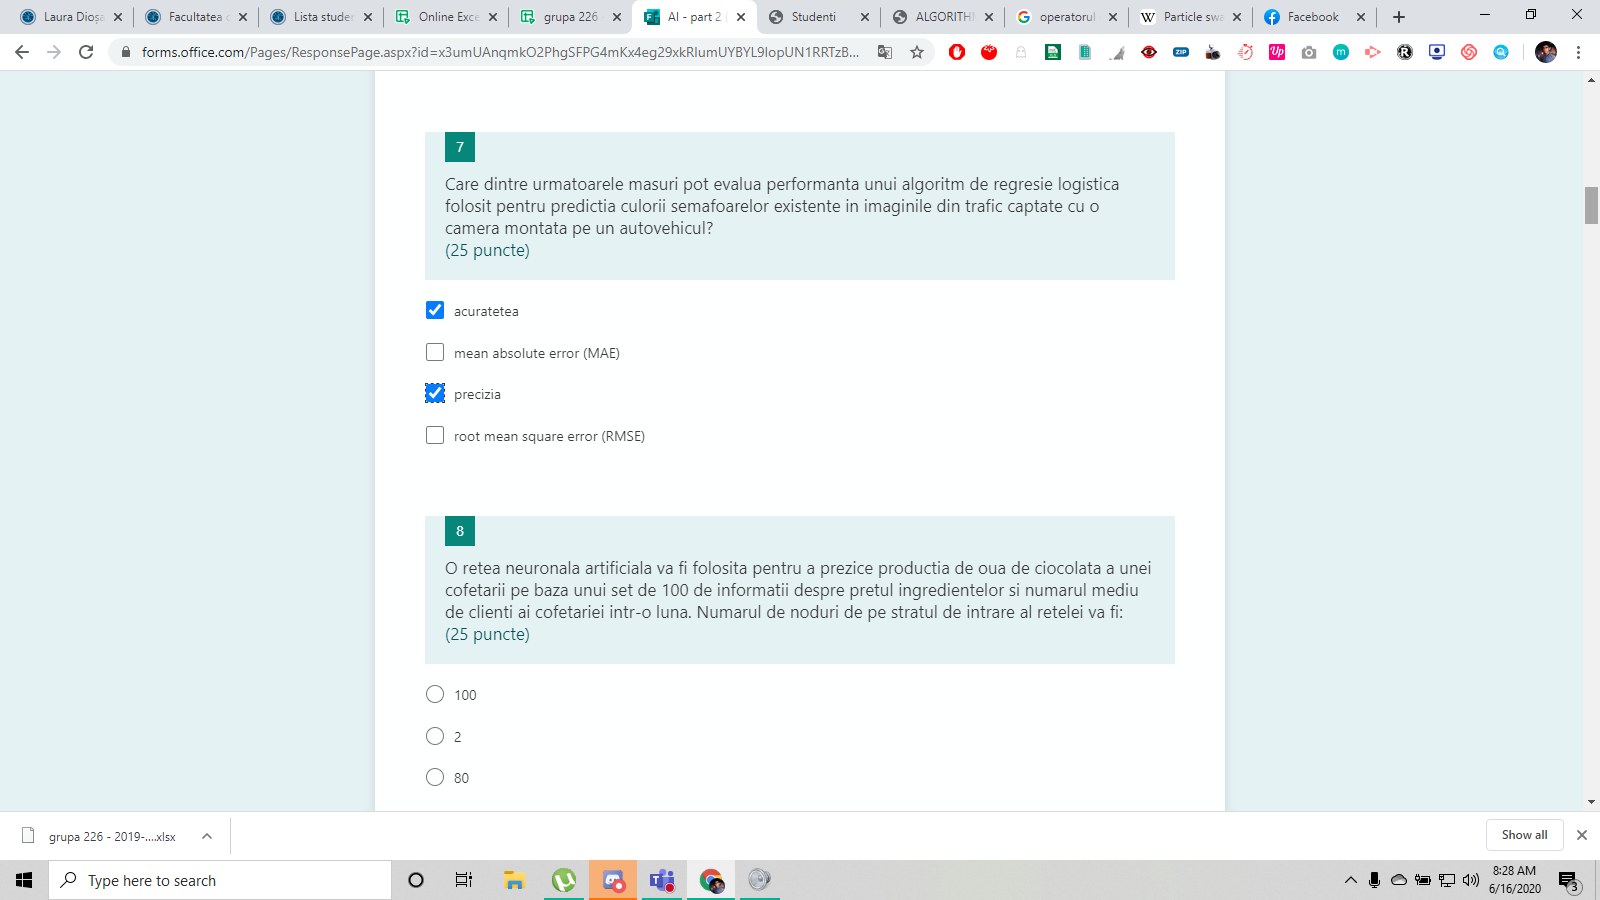 Laura Dioșa
Facultatea c
Lista studen
Online Exce
grupa 226 -
AI - part 2 (
Studenti
ALGORITH
operatorul
Particle swa
Facebook
forms.office.com/Pages/ResponsePage.aspx?id=x3umUAnqmkO2PhgSFPG4mKx4eg29xkRIumUYBYL9IopUN1RRTzB...
ZIP
Up
m
R
7
Care dintre urmatoarele masuri pot evalua performanta unui algoritm de regresie logistica
folosit pentru predictia culorii semafoarelor existente in imaginile din trafic captate cu o
camera montata pe un autovehicul?
(25 puncte)
acuratetea
mean absolute error (MAE)
precizia
root mean square error (RMSE)
8
O retea neuronala artificiala va fi folosita pentru a prezice productia de oua de ciocolata a unei
cofetarii pe baza unui set de 100 de informatii despre pretul ingredientelor si numarul mediu
de clienti ai cofetariei intr-o luna. Numarul de noduri de pe stratul de intrare al retelei va fi:
(25 puncte)
100
2
80
grupa 226 - 2019-....xlsx
Show all
Type here to search
8:28 AM
6/16/2020
3